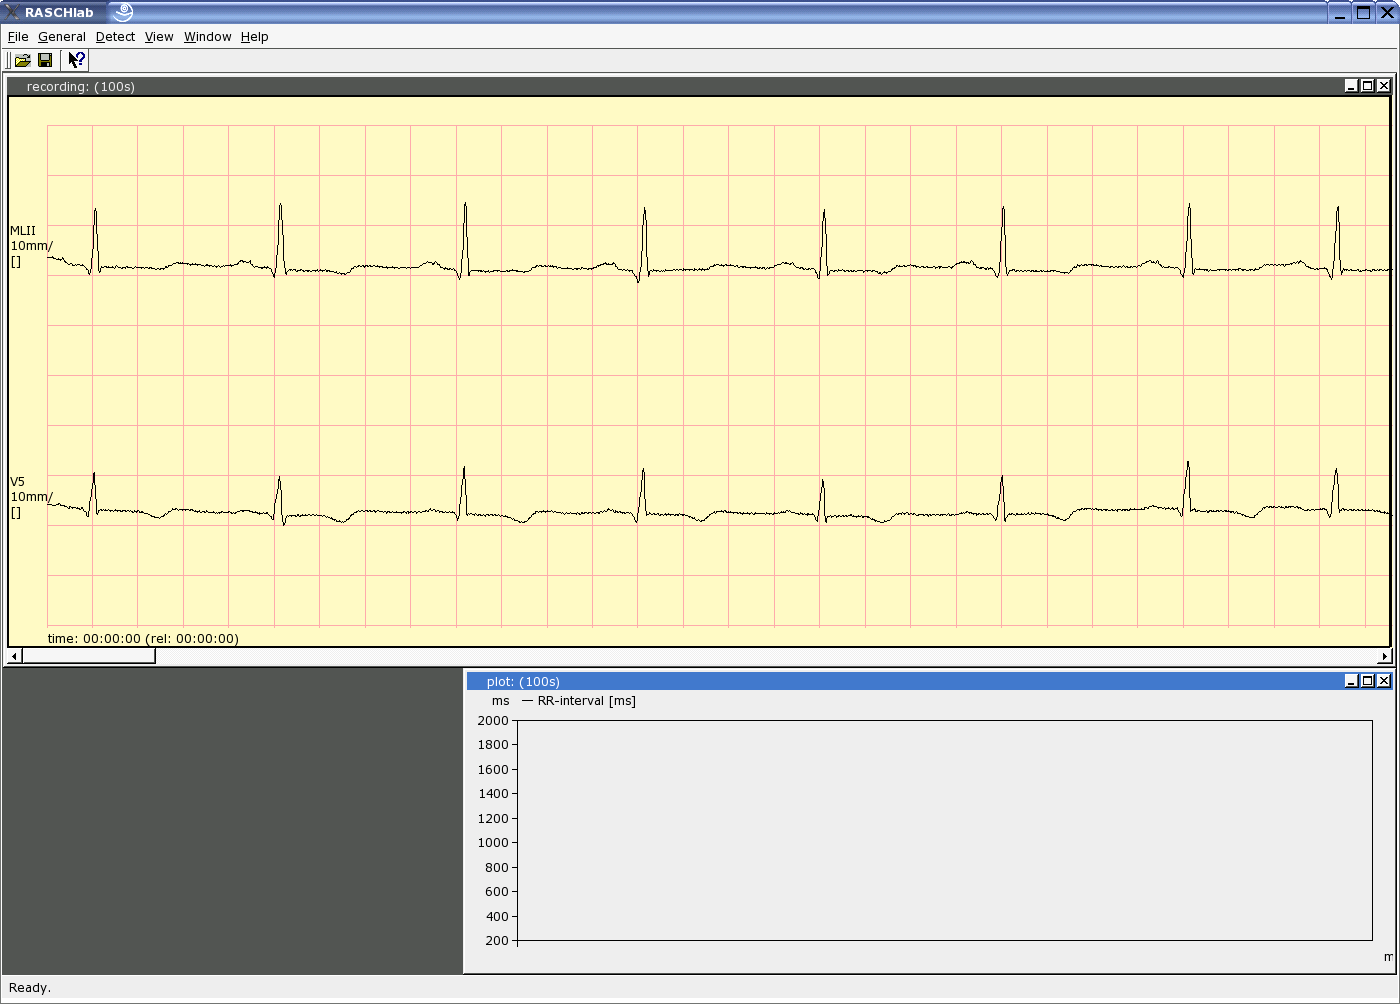 RASCHlab
File General Detect View Window Help
recording: (100s)
MLII
10mm/
[]
V5
10mm/
[]
time: 00:00:00 (rel: 00:00:00)
plot: (100s)
ms — RR-interval [ms]
2000
1800
1600
1400
1200
1000
800
600
400
200
m
Ready.